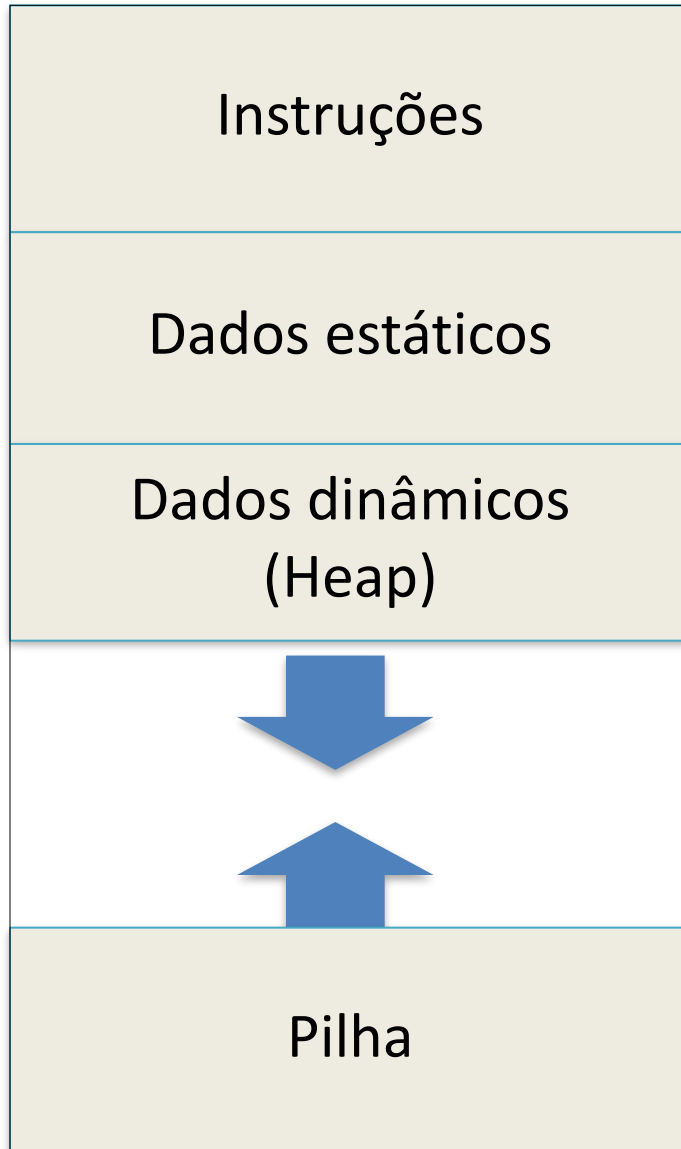 Instruções
Dados estáticos
Dados dinâmicos
(Heap)
Pilha